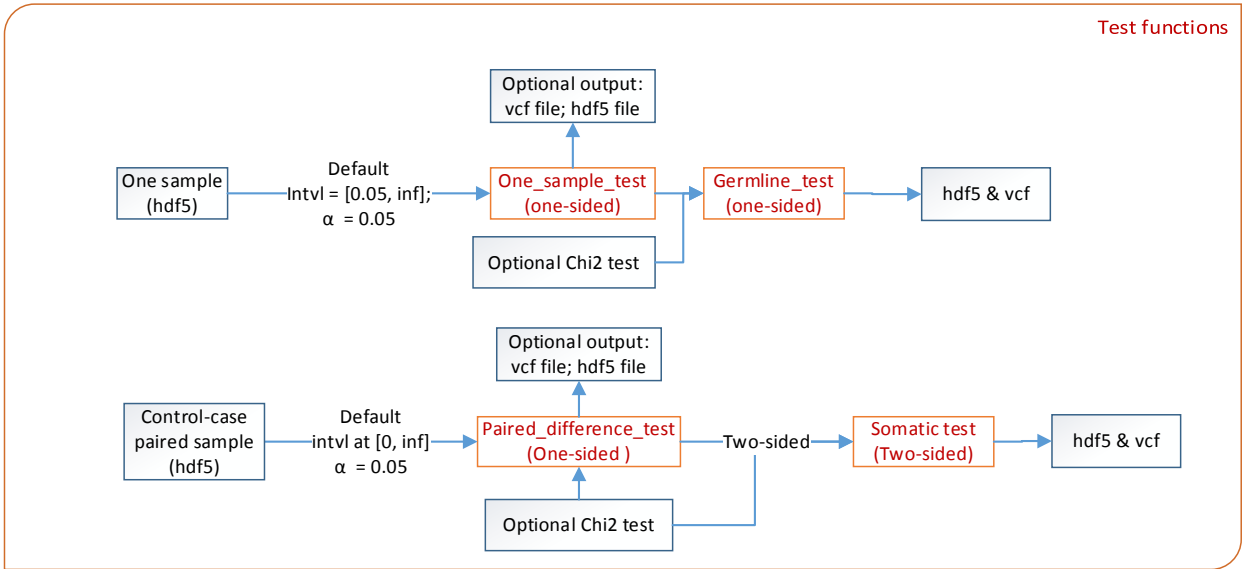 Test functions
Optional output:
vcf file; hdf5 file
One sample
(hdf5)
Default
Intvl = [0.05, inf];
α = 0.05
One_sample_test
(one-sided)
Germline_test
(one-sided)
hdf5 & vcf
Optional Chi2 test
Optional output:
vcf file; hdf5 file
Control-case
paired sample
(hdf5)
Default
intvl at [0, inf]
α = 0.05
Paired_difference_test
(One-sided )
Two-sided
Somatic test
(Two-sided)
hdf5 & vcf
Optional Chi2 test